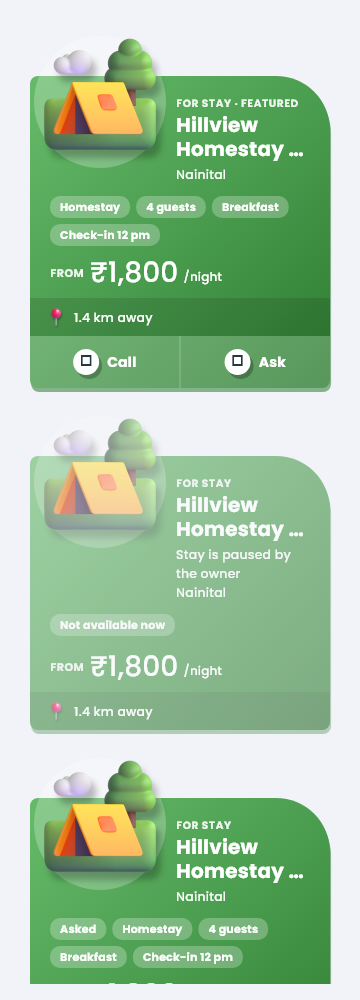 FOR STAY · FEATURED
Hillview
Homestay ...
Nainital
Homestay 4 guests Breakfast
Check-in 12 pm
FROM ₹1,800 /night
1.4 km away
Call Ask
FOR STAY
Hillview
Homestay ...
Stay is paused by
the owner
Nainital
Not available now
FROM ₹1,800 /night
1.4 km away
FOR STAY
Hillview
Homestay ...
Nainital
Asked Homestay 4 guests
Breakfast Check-in 12 pm